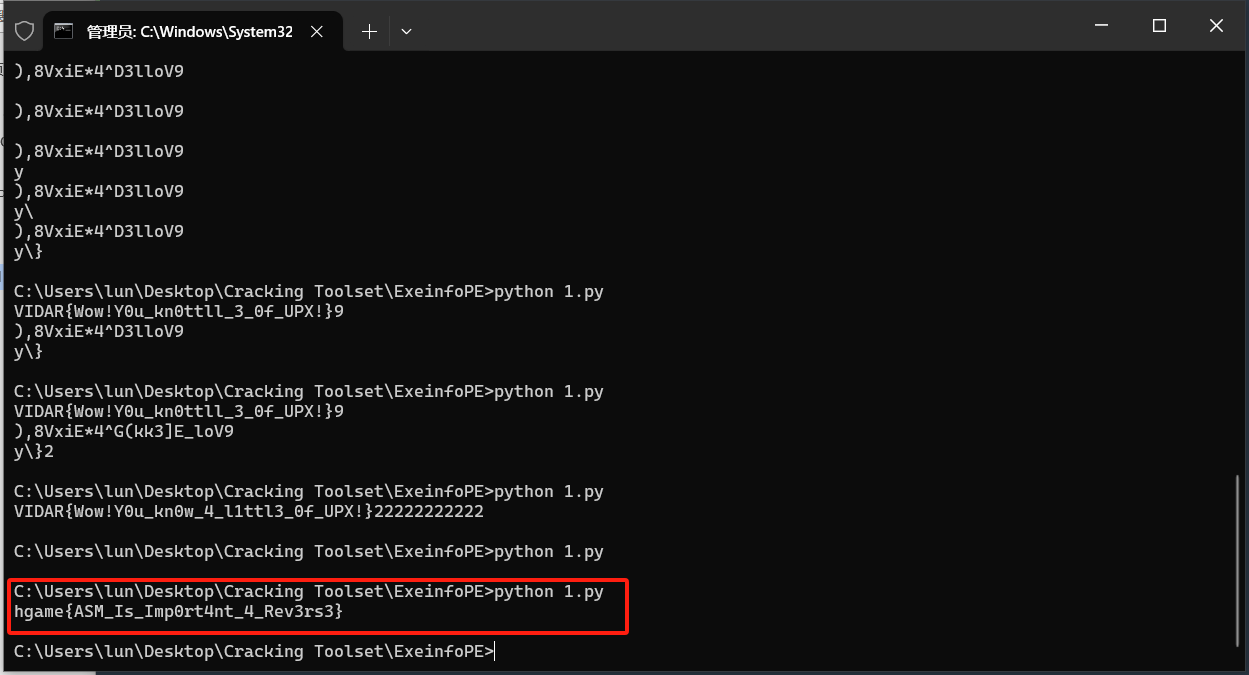 管理员: C:\Windows\System32
),8VxiE*4^D3lloV9
),8VxiE*4^D3lloV9
),8VxiE*4^D3lloV9
y
),8VxiE*4^D3lloV9
y\
),8VxiE*4^D3lloV9
y\}
C:\Users\lun\Desktop\Cracking Toolset\ExeinfoPE>python 1.py
VIDAR{Wow!Y0u_kn0ttll_3_0f_UPX!}9
),8VxiE*4^D3lloV9
y\}
C:\Users\lun\Desktop\Cracking Toolset\ExeinfoPE>python 1.py
VIDAR{Wow!Y0u_kn0ttll_3_0f_UPX!}9
),8VxiE*4^G(kk3]E_loV9
y\}2
C:\Users\lun\Desktop\Cracking Toolset\ExeinfoPE>python 1.py
VIDAR{Wow!Y0u_kn0w_4_l1ttl3_0f_UPX!}22222222222
C:\Users\lun\Desktop\Cracking Toolset\ExeinfoPE>python 1.py
C:\Users\lun\Desktop\Cracking Toolset\ExeinfoPE>python 1.py
hgame{ASM_Is_Imp0rt4nt_4_Rev3rs3}
C:\Users\lun\Desktop\Cracking Toolset\ExeinfoPE>